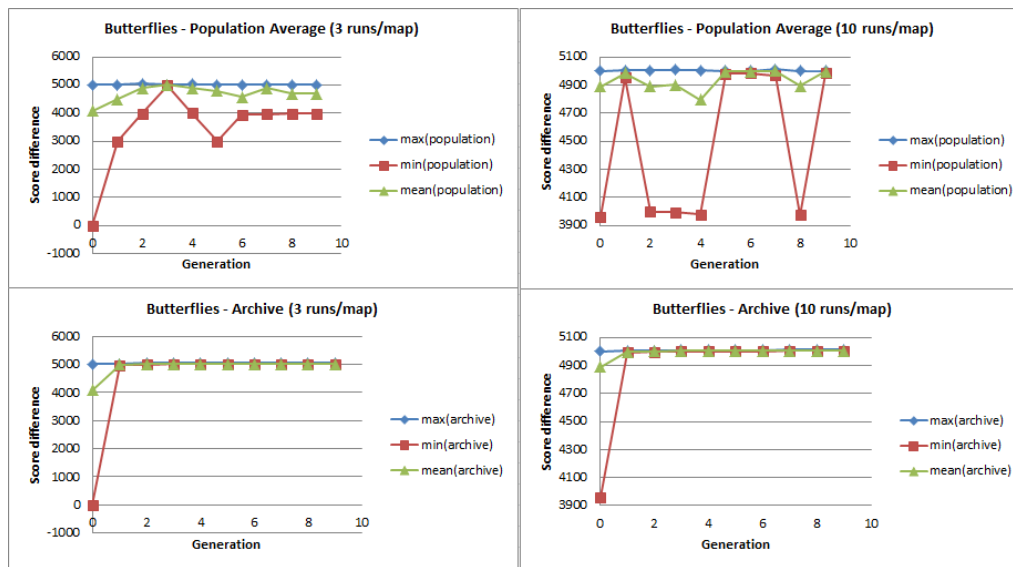 Butterflies - Population Average (3 runs/map)
Score difference
6000
5000
4000
3000
2000
1000
0
-1000
0 2 4 6 8 10
Generation
max(population)
min(population)
mean(population)
Butterflies - Population Average (10 runs/map)
Score difference
5100
4900
4700
4500
4300
4100
3900
0 2 4 6 8 10
Generation
max(population)
min(population)
mean(population)
Butterflies - Archive (3 runs/map)
Score difference
6000
5000
4000
3000
2000
1000
0
-1000
0 2 4 6 8 10
Generation
max(archive)
min(archive)
mean(archive)
Butterflies - Archive (10 runs/map)
Score difference
5100
4900
4700
4500
4300
4100
3900
0 2 4 6 8 10
Generation
max(archive)
min(archive)
mean(archive)